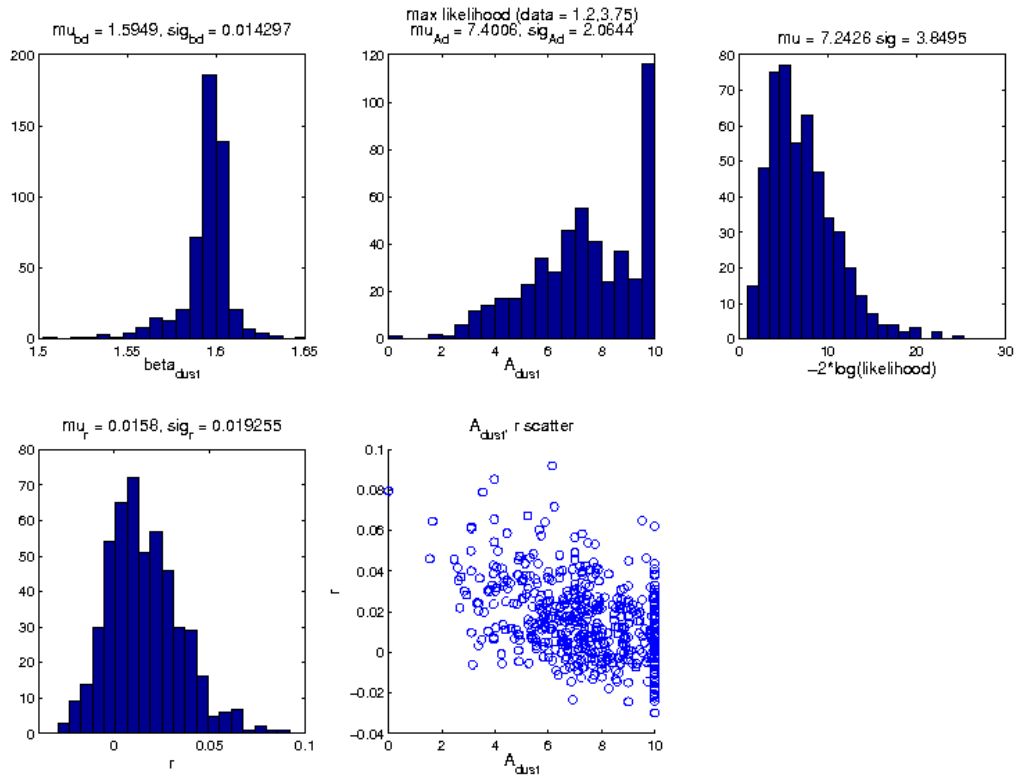 max likelihood (data = 1.2,3.75)
mu_bd = 1.5949, sig_bd = 0.014297
mu_Ad = 7.4006, sig_Ad = 2.0644
mu = 7.2426 sig = 3.8495
200
150
100
50
0
1.5 1.55 1.6 1.65
beta_dust
120
100
80
60
40
20
0
0 2 4 6 8 10
A_dust
80
70
60
50
40
30
20
10
0
0 10 20 30
−2*log(likelihood)
mu_r = 0.0158, sig_r = 0.019255
80
70
60
50
40
30
20
10
0
0 0.05 0.1
r
A_dust, r scatter
0.1
0.08
0.06
0.04
0.02
0
−0.02
−0.04
r
0 2 4 6 8 10
A_dust